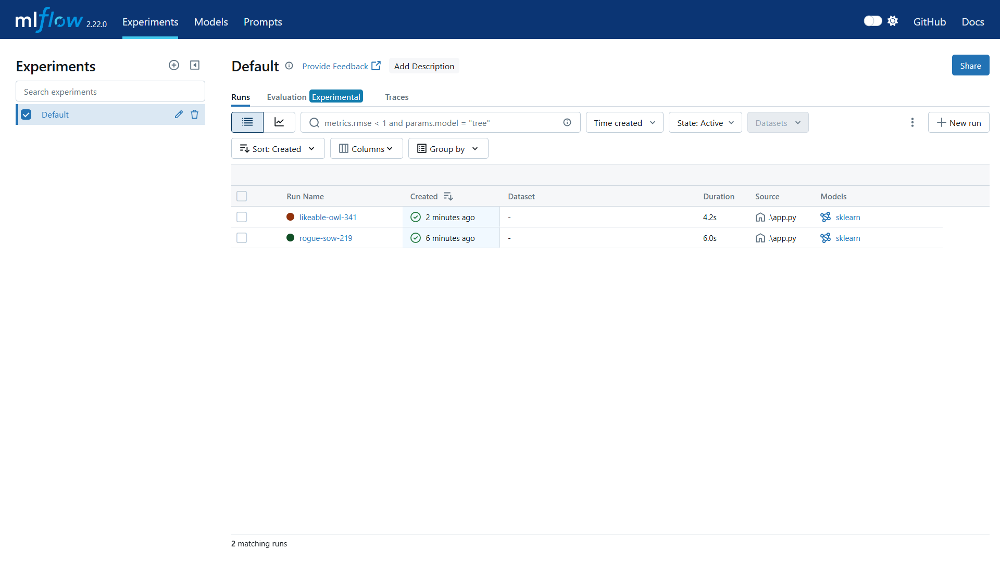 mlflow 2.22.0 Experiments Models Prompts GitHub Docs
Experiments
Search experiments
Default
Default Provide Feedback Add Description Share
Runs Evaluation Experimental Traces
metrics.rmse < 1 and params.model = "tree" Time created State: Active Datasets New run
Sort: Created Columns Group by
Run Name Created Dataset Duration Source Models
likeable-owl-341 2 minutes ago - 4.2s .\app.py sklearn
rogue-sow-219 6 minutes ago - 6.0s .\app.py sklearn
2 matching runs